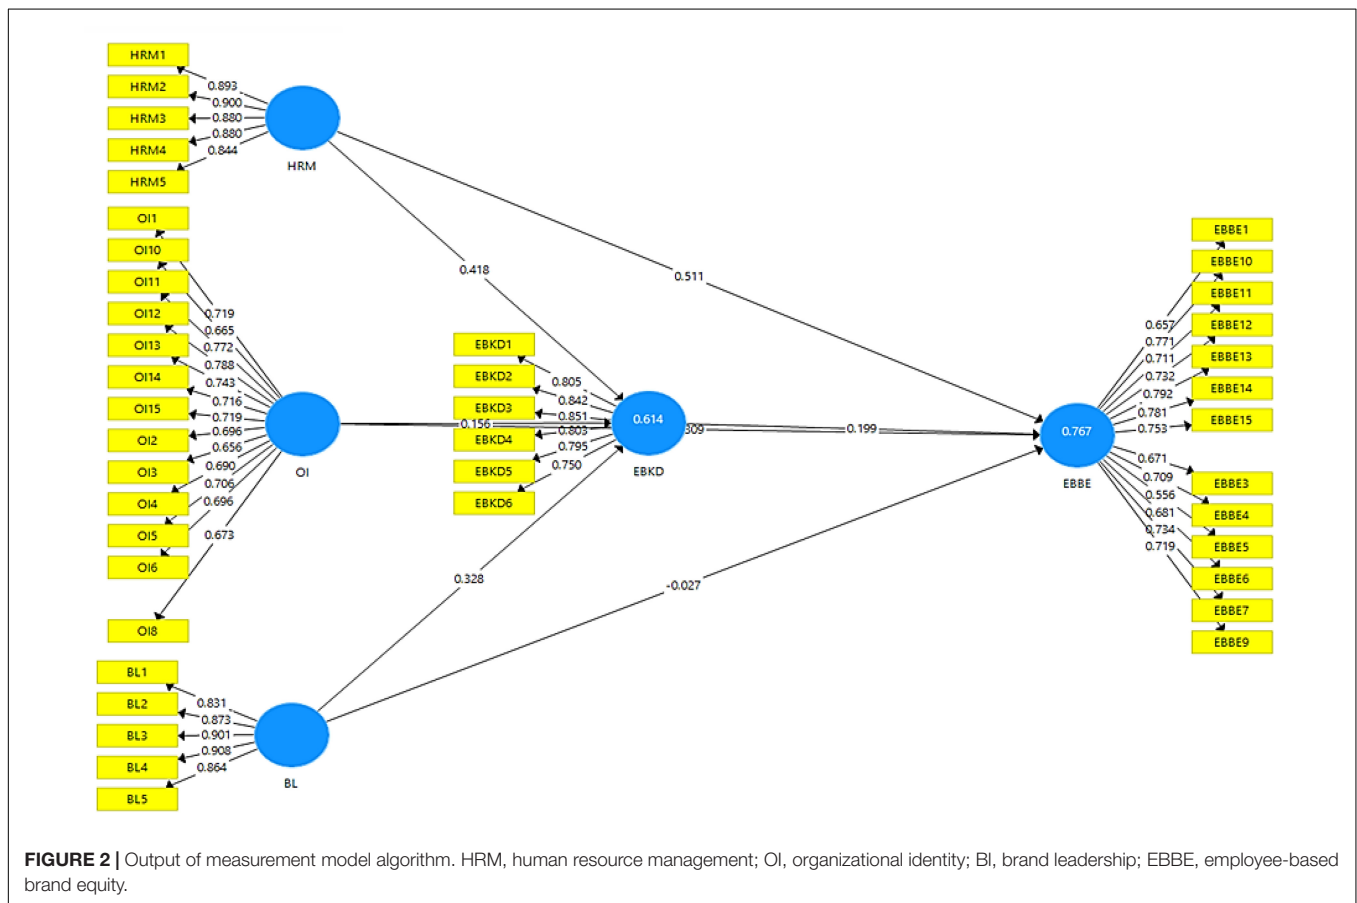 HRM1
HRM2
HRM3
HRM4
HRM5
0.893
0.900
0.880
0.880
0.844
HRM
OI1
OI10
OI11
OI12
OI13
OI14
OI15
OI2
OI3
OI4
OI5
OI6
OI8
0.719
0.665
0.772
0.788
0.743
0.716
0.719
0.696
0.656
0.690
0.706
0.696
0.673
OI
BL1
BL2
BL3
BL4
BL5
0.831
0.873
0.901
0.908
0.864
BL
0.418
0.511
0.156
0.199
0.328
-0.027
EBKD1
EBKD2
EBKD3
EBKD4
EBKD5
EBKD6
0.805
0.842
0.851
0.803
0.795
0.750
0.614
EBKD
309
0.767
EBBE
0.657
0.771
0.711
0.732
0.792
0.781
0.753
0.671
0.709
0.556
0.681
0.734
0.719
EBBE1
EBBE10
EBBE11
EBBE12
EBBE13
EBBE14
EBBE15
EBBE3
EBBE4
EBBE5
EBBE6
EBBE7
EBBE9
FIGURE 2 | Output of measurement model algorithm. HRM, human resource management; OI, organizational identity; Bl, brand leadership; EBBE, employee-based
brand equity.